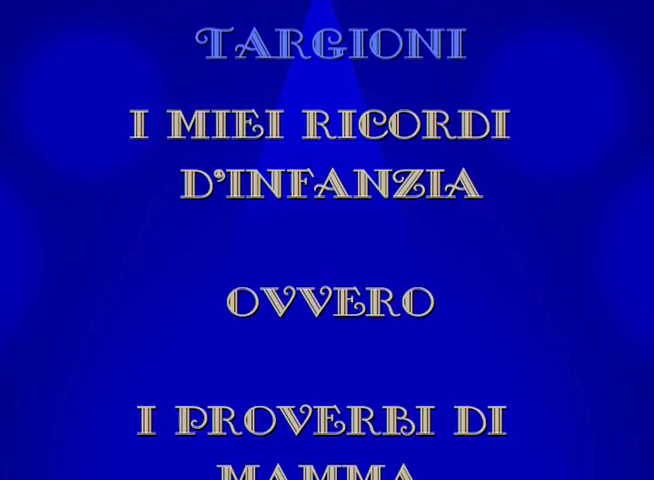 TARGIONI
I MIEI RICORDI
D'INFANZIA
OVVERO
I PROVERBI DI
MAMMA